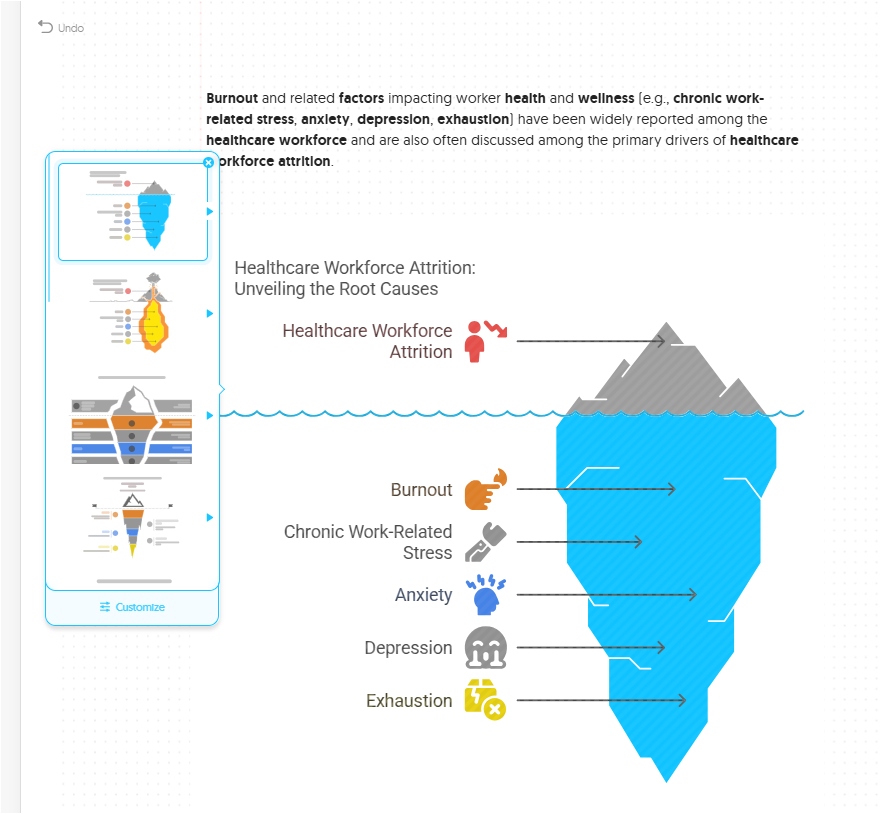 Undo
Burnout and related factors impacting worker health and wellness (e.g., chronic work-
related stress, anxiety, depression, exhaustion) have been widely reported among the
healthcare workforce and are also often discussed among the primary drivers of healthcare
workforce attrition.
Healthcare Workforce Attrition:
Unveiling the Root Causes
Healthcare Workforce
Attrition
Burnout
Chronic Work-Related
Stress
Anxiety
Depression
Exhaustion
Customize